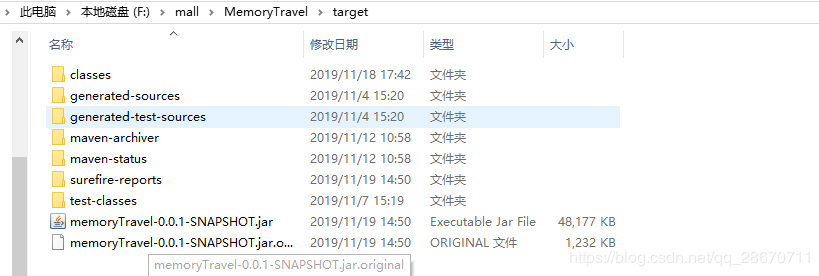 此电脑 > 本地磁盘 (F:) > mall > MemoryTravel > target
名称 修改日期 类型 大小
classes 2019/11/18 17:42 文件夹
generated-sources 2019/11/4 15:20 文件夹
generated-test-sources 2019/11/4 15:20 文件夹
maven-archiver 2019/11/12 10:58 文件夹
maven-status 2019/11/12 10:58 文件夹
surefire-reports 2019/11/19 14:50 文件夹
test-classes 2019/11/7 15:19 文件夹
memoryTravel-0.0.1-SNAPSHOT.jar 2019/11/19 14:50 Executable Jar File 48,177 KB
memoryTravel-0.0.1-SNAPSHOT.jar.o... 2019/11/19 14:50 ORIGINAL 文件 1,232 KB
memoryTravel-0.0.1-SNAPSHOT.jar.original
https://blog.csdn.net/qq_28670711